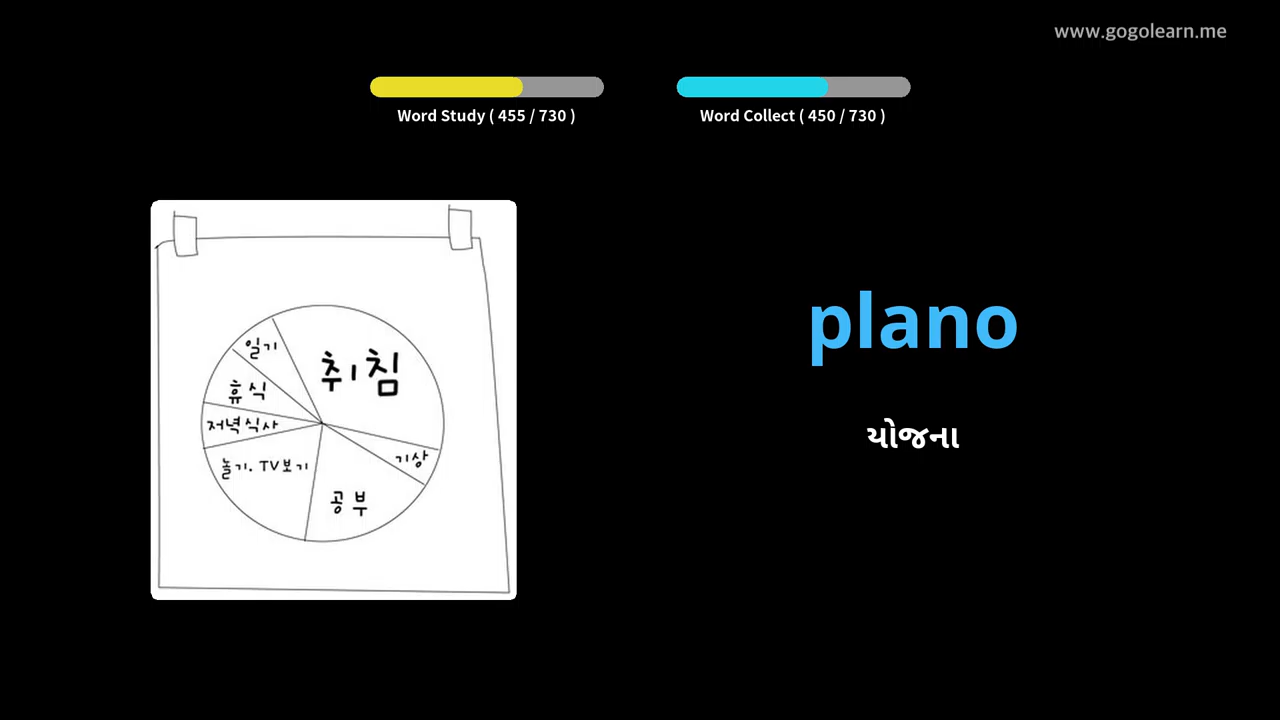 www.gogolearn.me
Word Study ( 455 / 730 )
Word Collect ( 450 / 730 )
일기
취침
휴식
저녁식사
놀기. TV보기
기상
공부
plano
યોજના